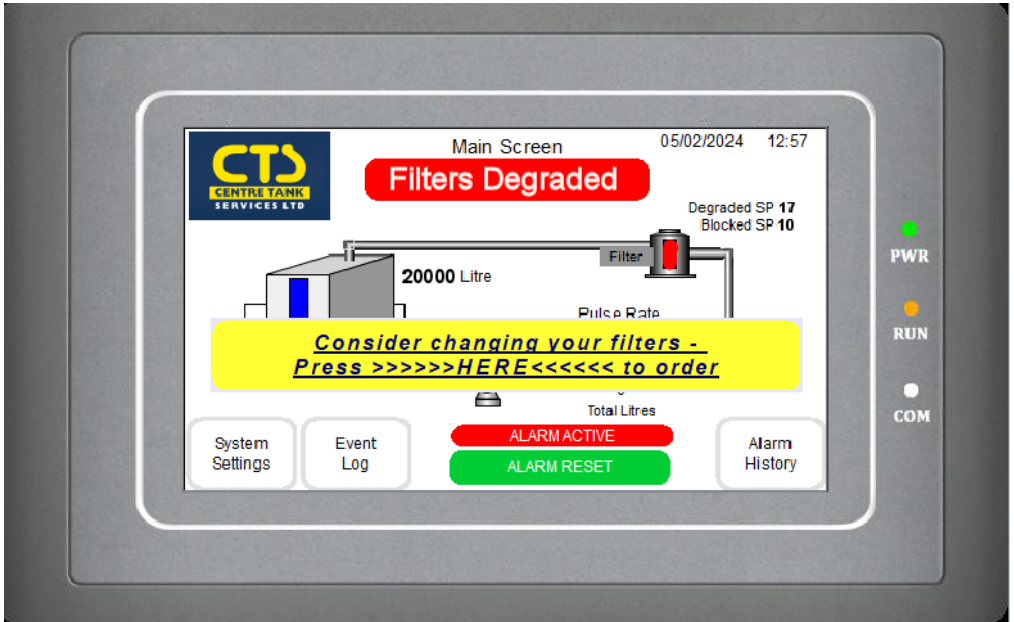 CTS
CENTRE TANK
SERVICES LTD
Main Screen
05/02/2024 12:57
Filters Degraded
Degraded SP 17
Blocked SP 10
Filter
20000 Litre
Pulse Rate
Consider changing your filters -
Press >>>>>>HERE<<<<<< to order
Total Litres
System
Settings
Event
Log
ALARM ACTIVE
ALARM RESET
Alarm
History
PWR
RUN
COM